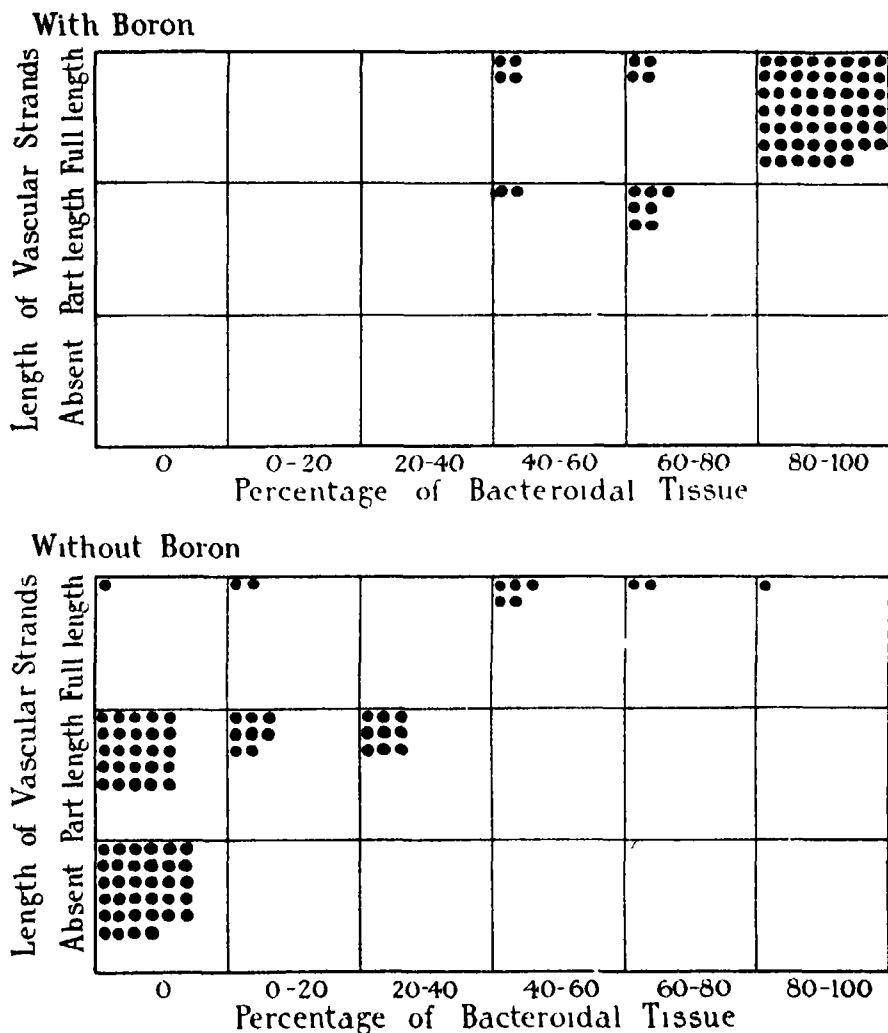 With Boron
Length of Vascular Strands
Full length
Part length
Absent
0
0-20
20-40
40-60
60-80
80-100
Percentage of Bacteroidal Tissue
Without Boron
Length of Vascular Strands
Full length
Part length
Absent
0
0-20
20-40
40-60
60-80
80-100
Percentage of Bacteroidal Tissue